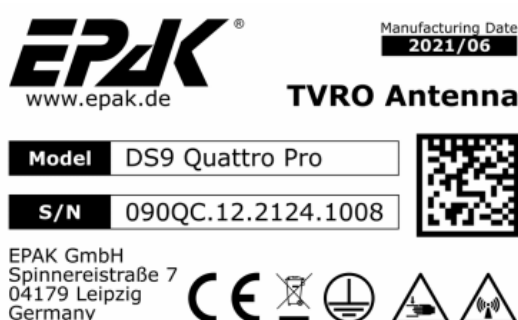 EPAK®
www.epak.de
Manufacturing Date
2021/06
TVRO Antenna
Model DS9 Quattro Pro
S/N 090QC.12.2124.1008
EPAK GmbH
Spinnereistraße 7
04179 Leipzig
Germany
CE